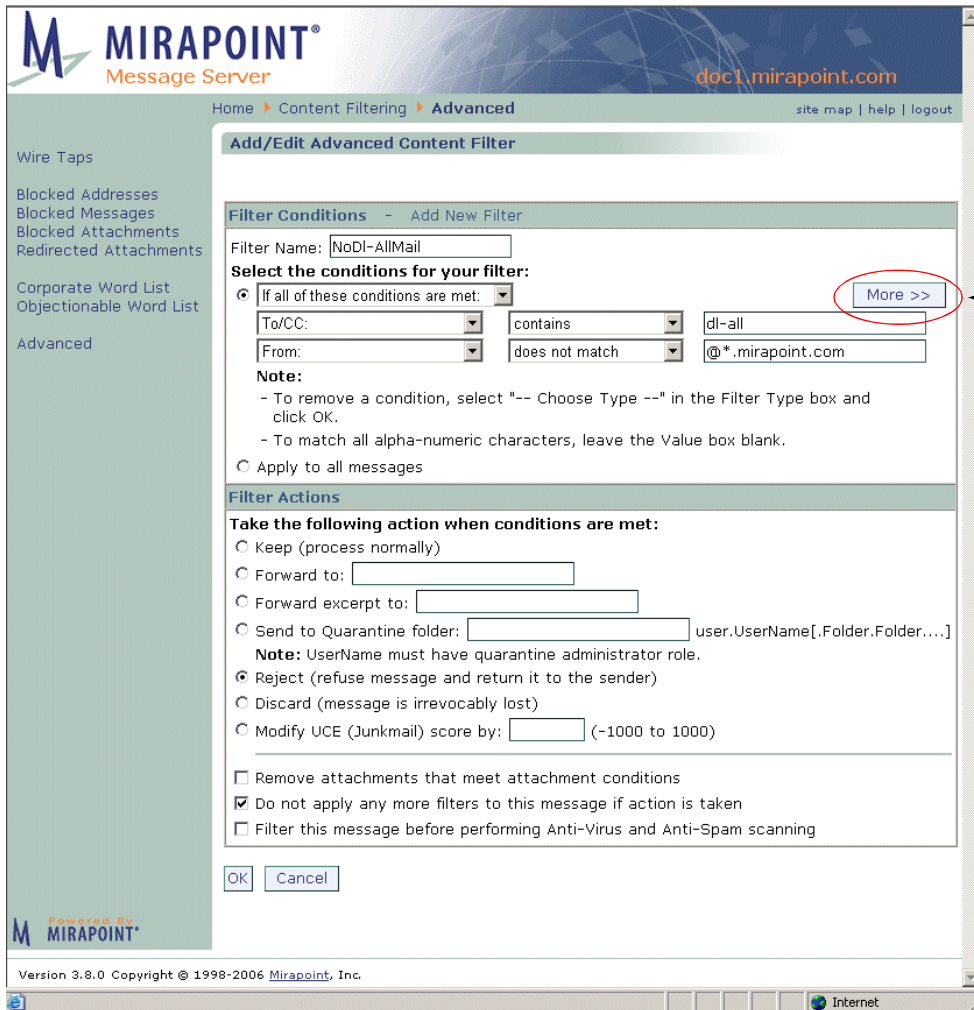 MIRAPOINT®
Message Server
doc1.mirapoint.com
Home Content Filtering Advanced
site map | help | logout
Wire Taps
Blocked Addresses
Blocked Messages
Blocked Attachments
Redirected Attachments
Corporate Word List
Objectionable Word List
Advanced
Add/Edit Advanced Content Filter
Filter Conditions - Add New Filter
Filter Name: NoDl-AllMail
Select the conditions for your filter:
If all of these conditions are met:
More >>
To/CC: contains dl-all
From: does not match @*.mirapoint.com
Note:
- To remove a condition, select "-- Choose Type --" in the Filter Type box and
click OK.
- To match all alpha-numeric characters, leave the Value box blank.
Apply to all messages
Filter Actions
Take the following action when conditions are met:
Keep (process normally)
Forward to:
Forward excerpt to:
Send to Quarantine folder: user.UserName[.Folder.Folder....]
Note: UserName must have quarantine administrator role.
Reject (refuse message and return it to the sender)
Discard (message is irrevocably lost)
Modify UCE (Junkmail) score by: (-1000 to 1000)
Remove attachments that meet attachment conditions
Do not apply any more filters to this message if action is taken
Filter this message before performing Anti-Virus and Anti-Spam scanning
OK Cancel
Powered By
MIRAPOINT
Version 3.8.0 Copyright © 1998-2006 Mirapoint, Inc.
Internet